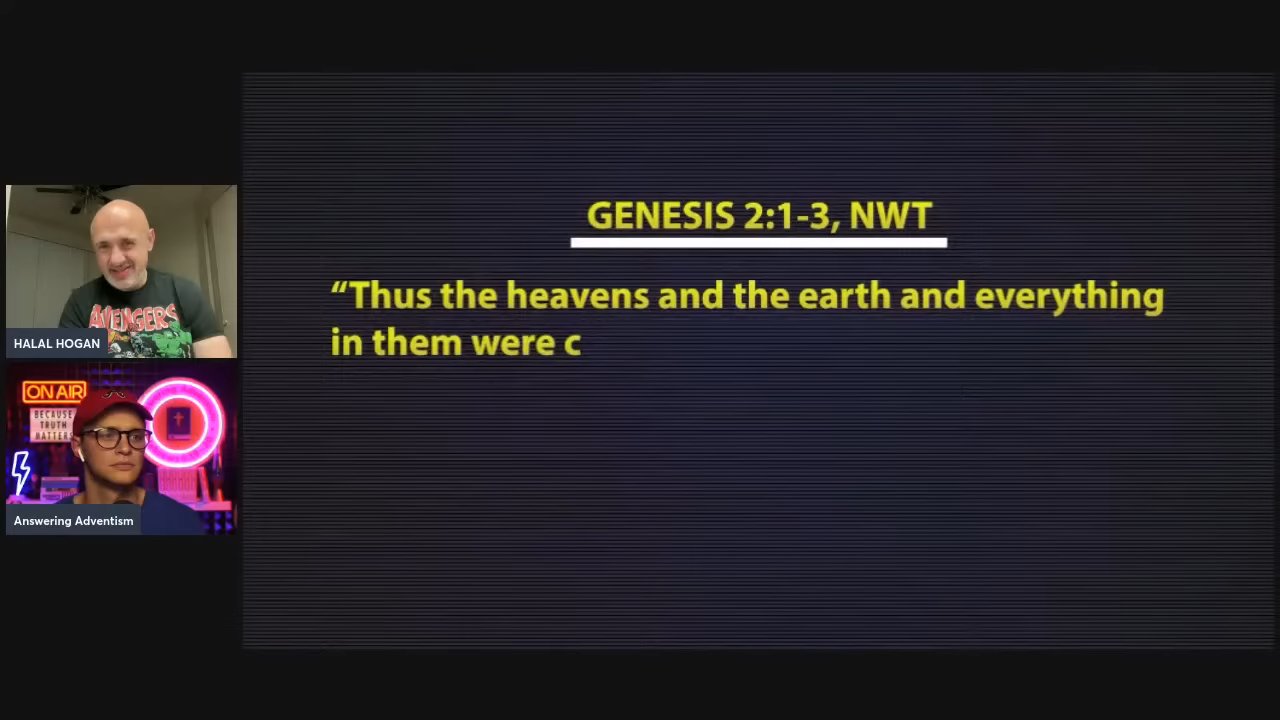 GENESIS 2:1-3, NWT
“Thus the heavens and the earth and everything
in them were c
AVENGERS
HALAL HOGAN
ON AIR
BECAUSE
TRUTH
MATTERS
Answering Adventism